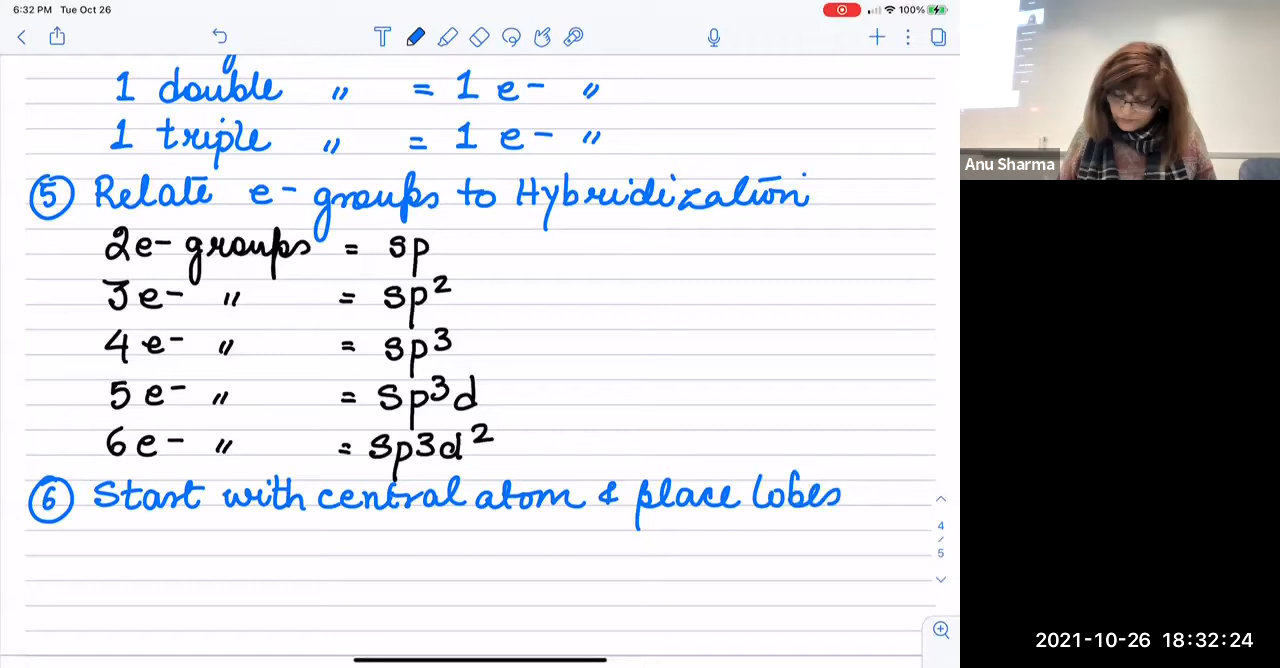 6:32 PM Tue Oct 26
100%
1 double " = 1 e- "
1 triple " = 1 e- "
⑤ Relate e- groups to Hybridization
2e- groups = sp
3e- " = sp²
4e- " = sp³
5e- " = sp³d
6e- " = sp3d²
⑥ Start with central atom & place lobes
4
/
5
Anu Sharma
2021-10-26 18:32:24